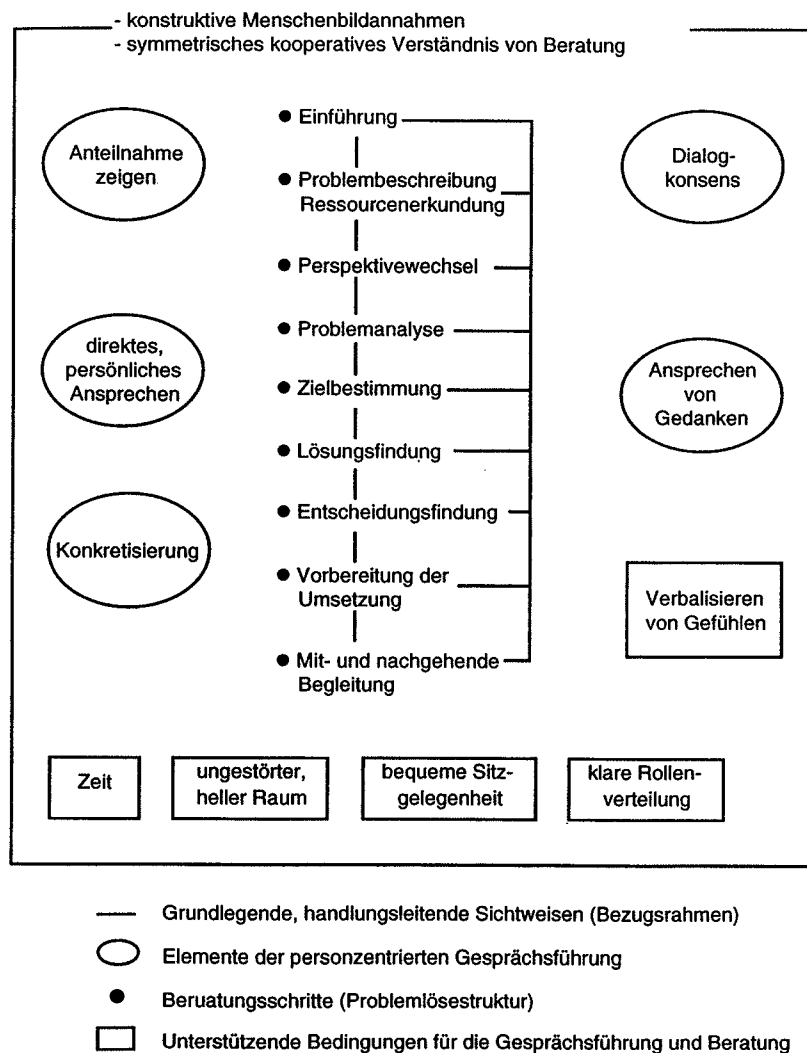 - konstruktive Menschenbildannahmen
- symmetrisches kooperatives Verständnis von Beratung
Anteilnahme
zeigen
direktes,
persönliches
Ansprechen
Konkretisierung
● Einführung
● Problembeschreibung
Ressourcenerkundung
● Perspektivewechsel
● Problemanalyse
● Zielbestimmung
● Lösungsfindung
● Entscheidungsfindung
● Vorbereitung der
Umsetzung
● Mit- und nachgehende
Begleitung
Dialog-
konsens
Ansprechen
von
Gedanken
Verbalisieren
von Gefühlen
Zeit
ungestörter,
heller Raum
bequeme Sitz-
gelegenheit
klare Rollen-
verteilung
Grundlegende, handlungsleitende Sichtweisen (Bezugsrahmen)
Elemente der personzentrierten Gesprächsführung
Beruatungsschritte (Problemlösestruktur)
Unterstützende Bedingungen für die Gesprächsführung und Beratung